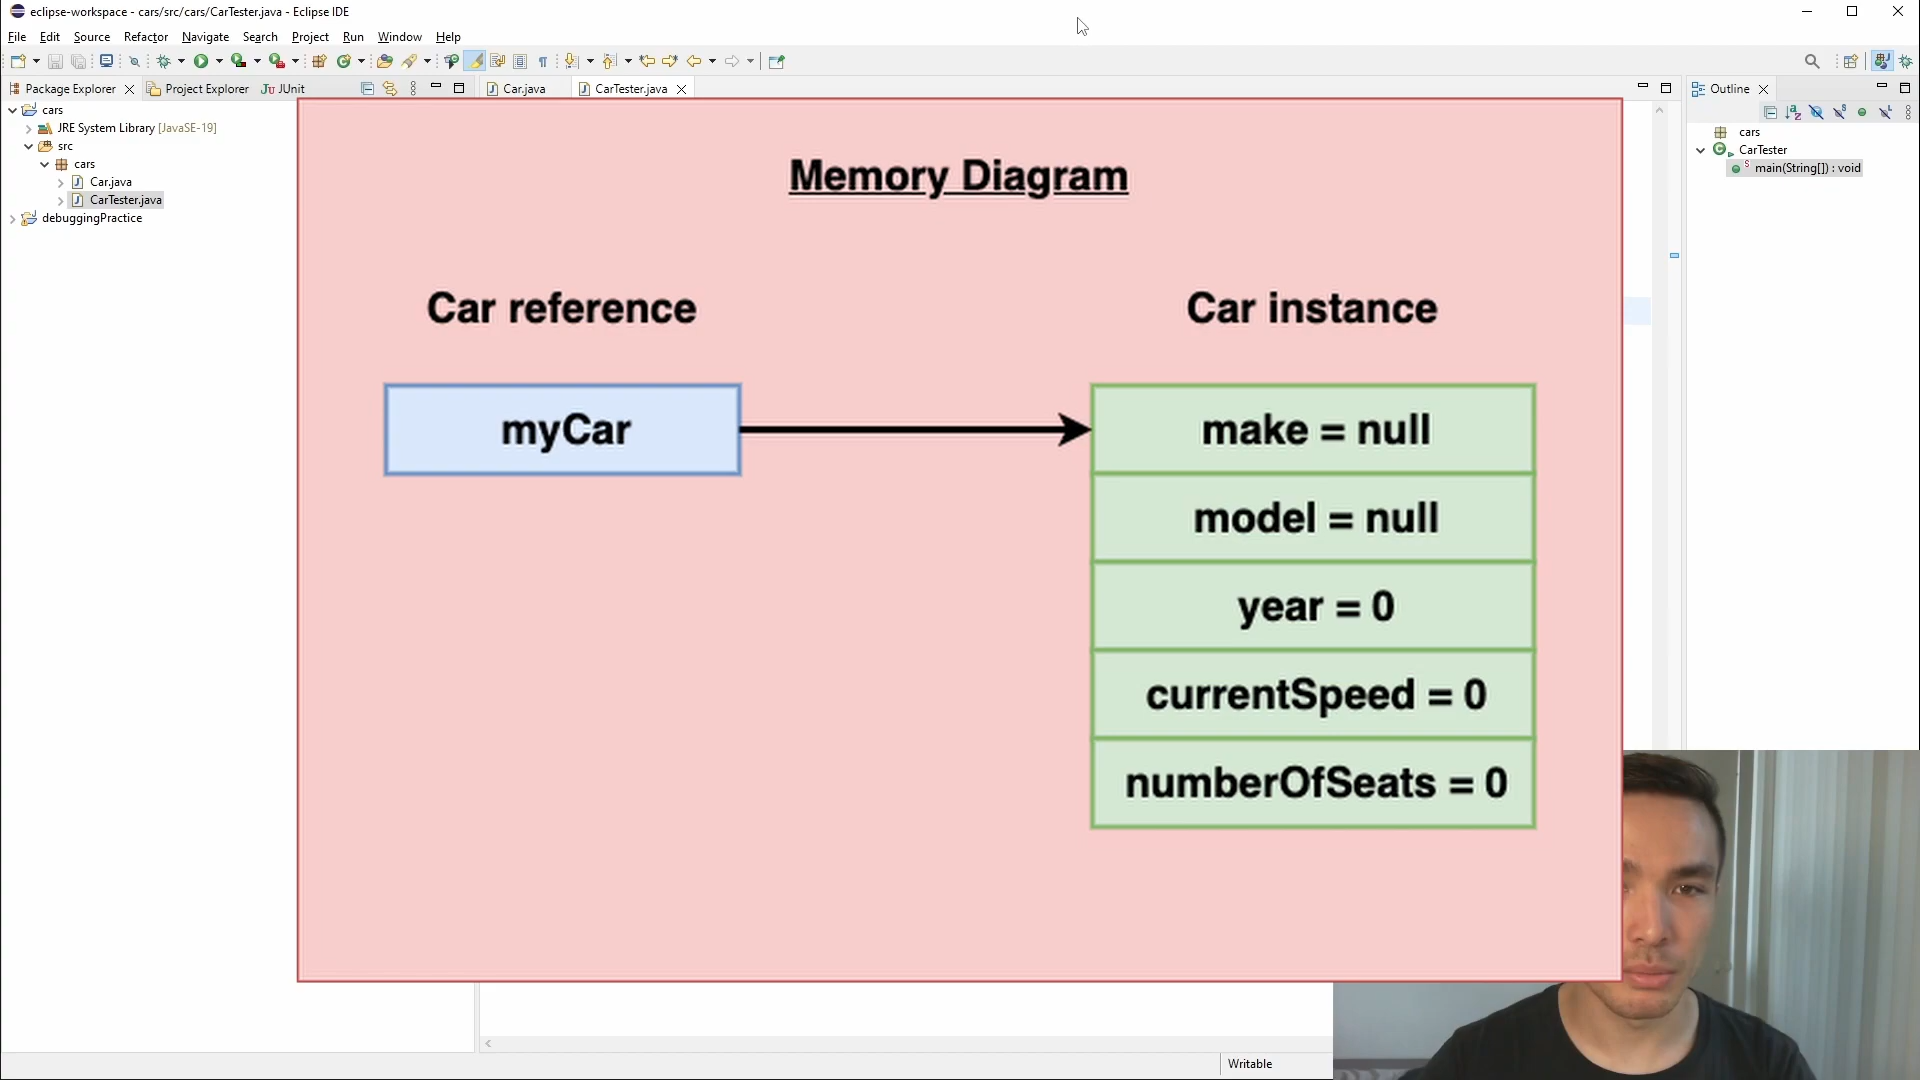 eclipse-workspace - cars/src/cars/CarTester.java - Eclipse IDE
File Edit Source Refactor Navigate Search Project Run Window Help
Package Explorer Project Explorer JUnit Car.java CarTester.java Outline
cars
JRE System Library [JavaSE-19]
src
cars
Car.java
CarTester.java
debuggingPractice
Memory Diagram
Car reference
Car instance
myCar
make = null
model = null
year = 0
currentSpeed = 0
numberOfSeats = 0
cars
CarTester
main(String[]) : void
Writable